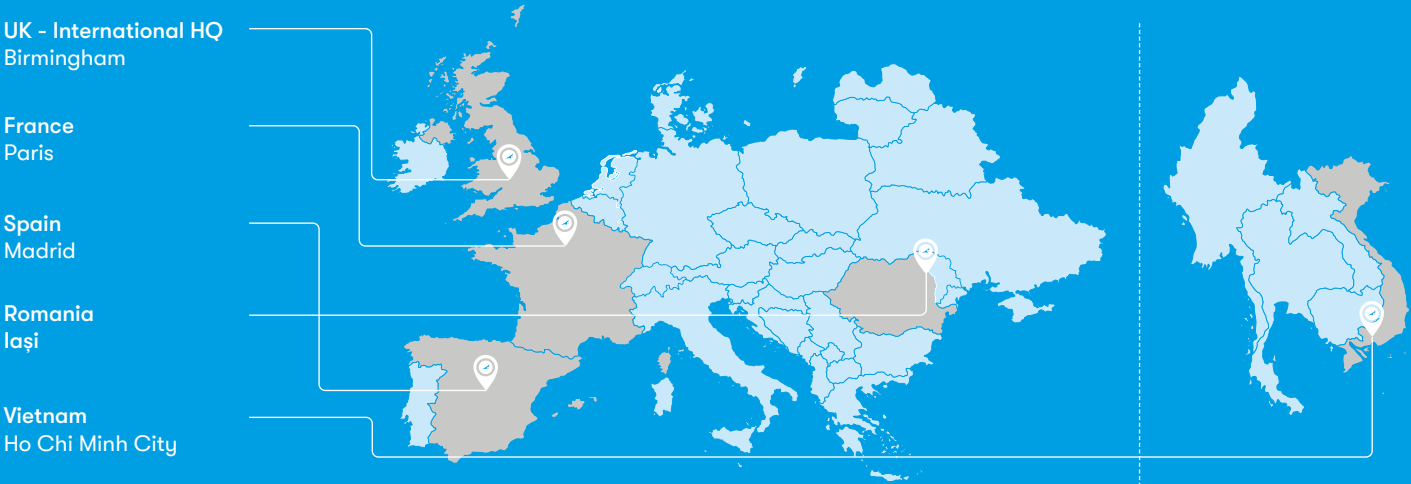 UK - International HQ
Birmingham
France
Paris
Spain
Madrid
Romania
Iași
Vietnam
Ho Chi Minh City